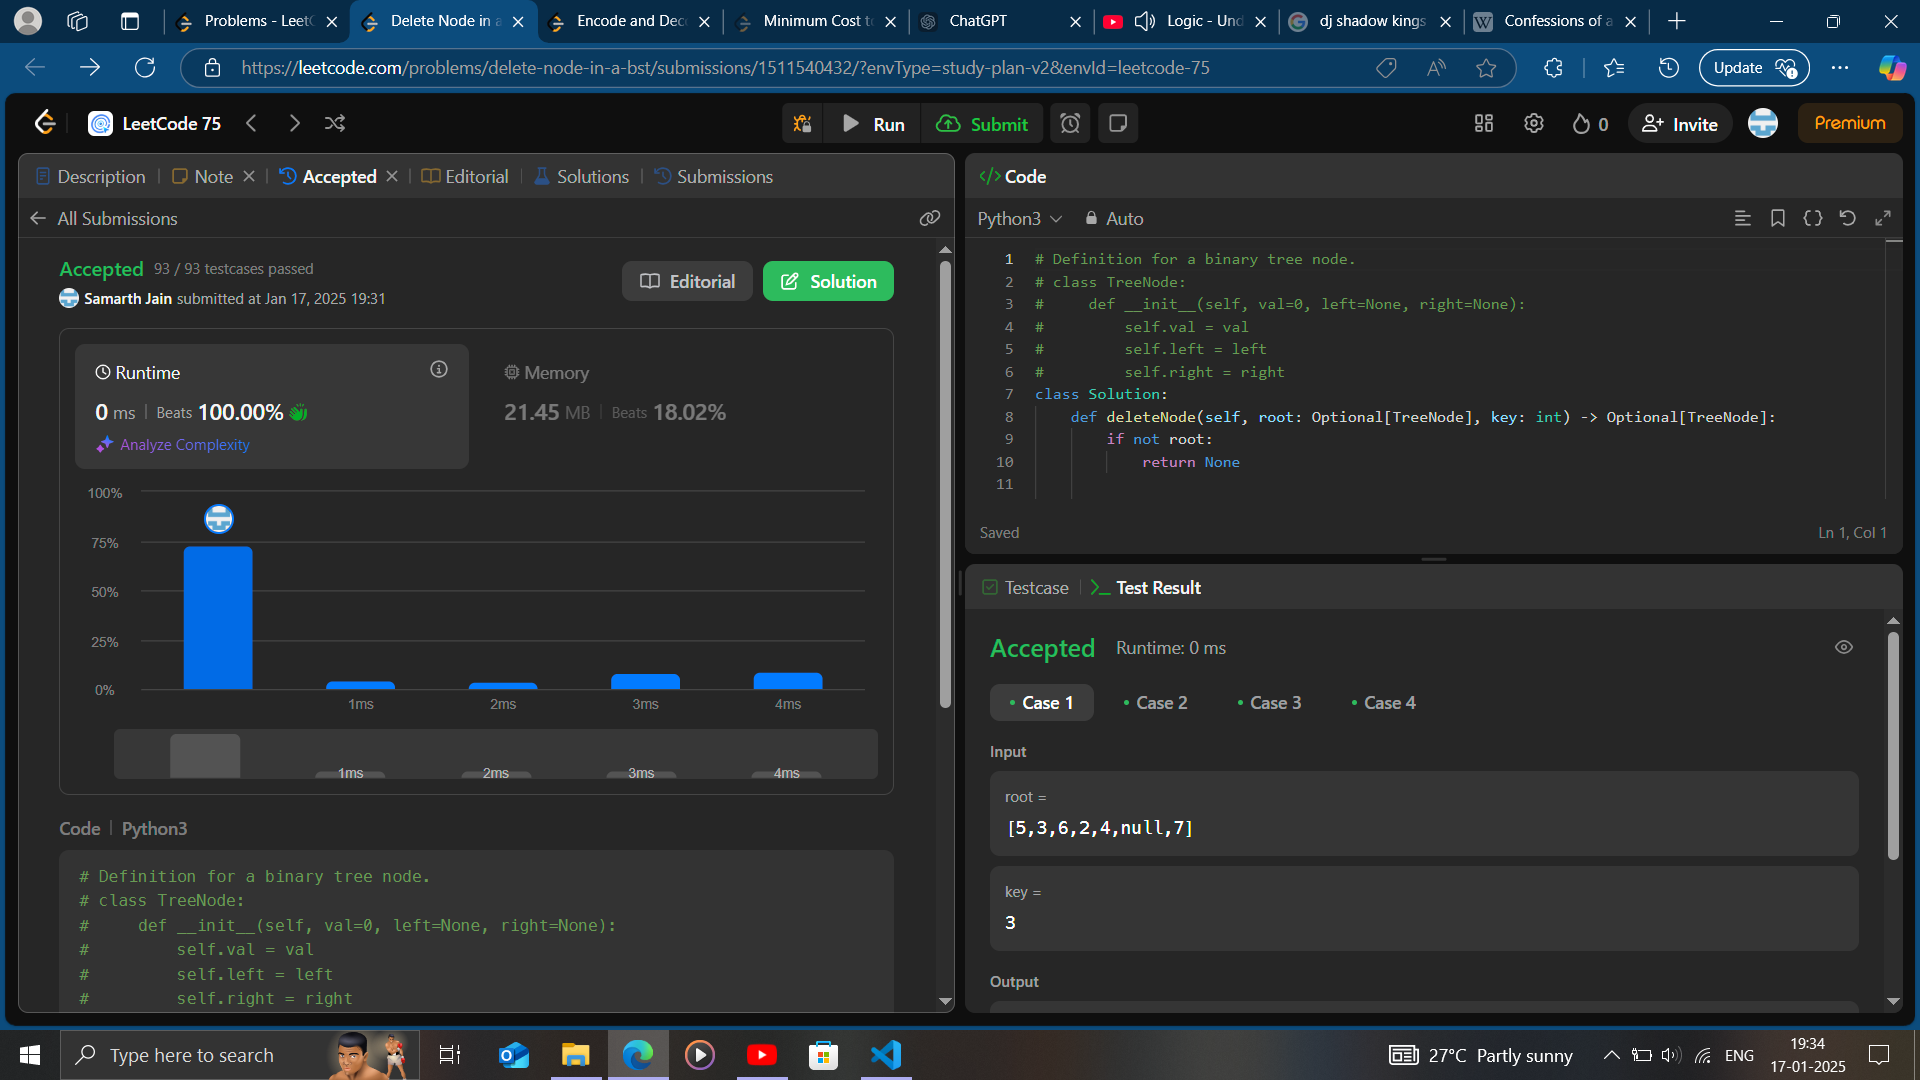 Problems - LeetC
Delete Node in a
Encode and Dec
Minimum Cost to
ChatGPT
Logic - Und
dj shadow kings
Confessions of a
https://leetcode.com/problems/delete-node-in-a-bst/submissions/1511540432/?envType=study-plan-v2&envId=leetcode-75
Update
LeetCode 75
Run
Submit
0
Invite
Premium
Description
Note
Accepted
Editorial
Solutions
Submissions
All Submissions
Accepted 93 / 93 testcases passed
Samarth Jain submitted at Jan 17, 2025 19:31
Editorial
Solution
Runtime
0 ms | Beats 100.00%
Analyze Complexity
Memory
21.45 MB | Beats 18.02%
100%
75%
50%
25%
0%
1ms 2ms 3ms 4ms
1ms 2ms 3ms 4ms
Code | Python3
# Definition for a binary tree node.
# class TreeNode:
#     def __init__(self, val=0, left=None, right=None):
#         self.val = val
#         self.left = left
#         self.right = right
</> Code
Python3
Auto
1 # Definition for a binary tree node.
2 # class TreeNode:
3 #     def __init__(self, val=0, left=None, right=None):
4 #         self.val = val
5 #         self.left = left
6 #         self.right = right
7 class Solution:
8     def deleteNode(self, root: Optional[TreeNode], key: int) -> Optional[TreeNode]:
9         if not root:
10             return None
11
Saved
Ln 1, Col 1
Testcase
Test Result
Accepted Runtime: 0 ms
Case 1
Case 2
Case 3
Case 4
Input
root =
[5,3,6,2,4,null,7]
key =
3
Output
Type here to search
27°C Partly sunny
ENG
19:34
17-01-2025